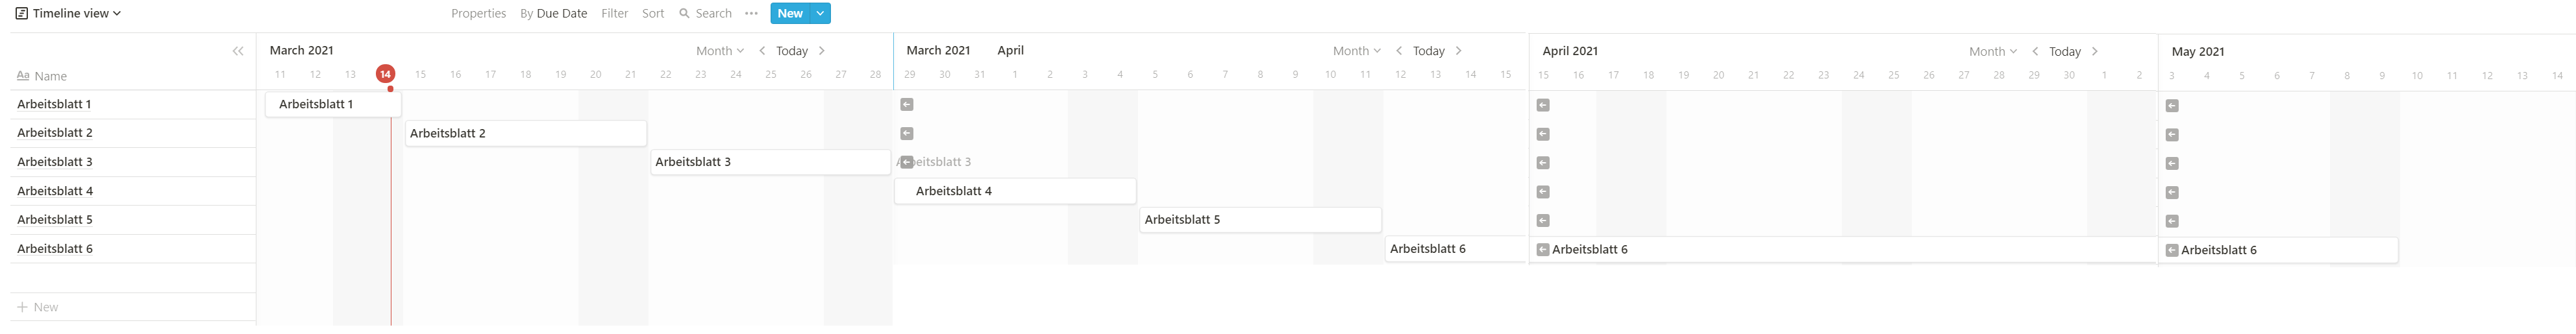 Timeline view Properties By Due Date Filter Sort Search ··· New
March 2021 Month Today March 2021 April Month Today April 2021 Month Today May 2021
Aa Name 11 12 13 14 15 16 17 18 19 20 21 22 23 24 25 26 27 28 29 30 31 1 2 3 4 5 6 7 8 9 10 11 12 13 14 15 15 16 17 18 19 20 21 22 23 24 25 26 27 28 29 30 1 2 3 4 5 6 7 8 9 10 11 12 13 14
Arbeitsblatt 1 Arbeitsblatt 1
Arbeitsblatt 2 Arbeitsblatt 2
Arbeitsblatt 3 Arbeitsblatt 3 Arbeitsblatt 3
Arbeitsblatt 4 Arbeitsblatt 4
Arbeitsblatt 5 Arbeitsblatt 5
Arbeitsblatt 6 Arbeitsblatt 6 Arbeitsblatt 6 Arbeitsblatt 6
+ New